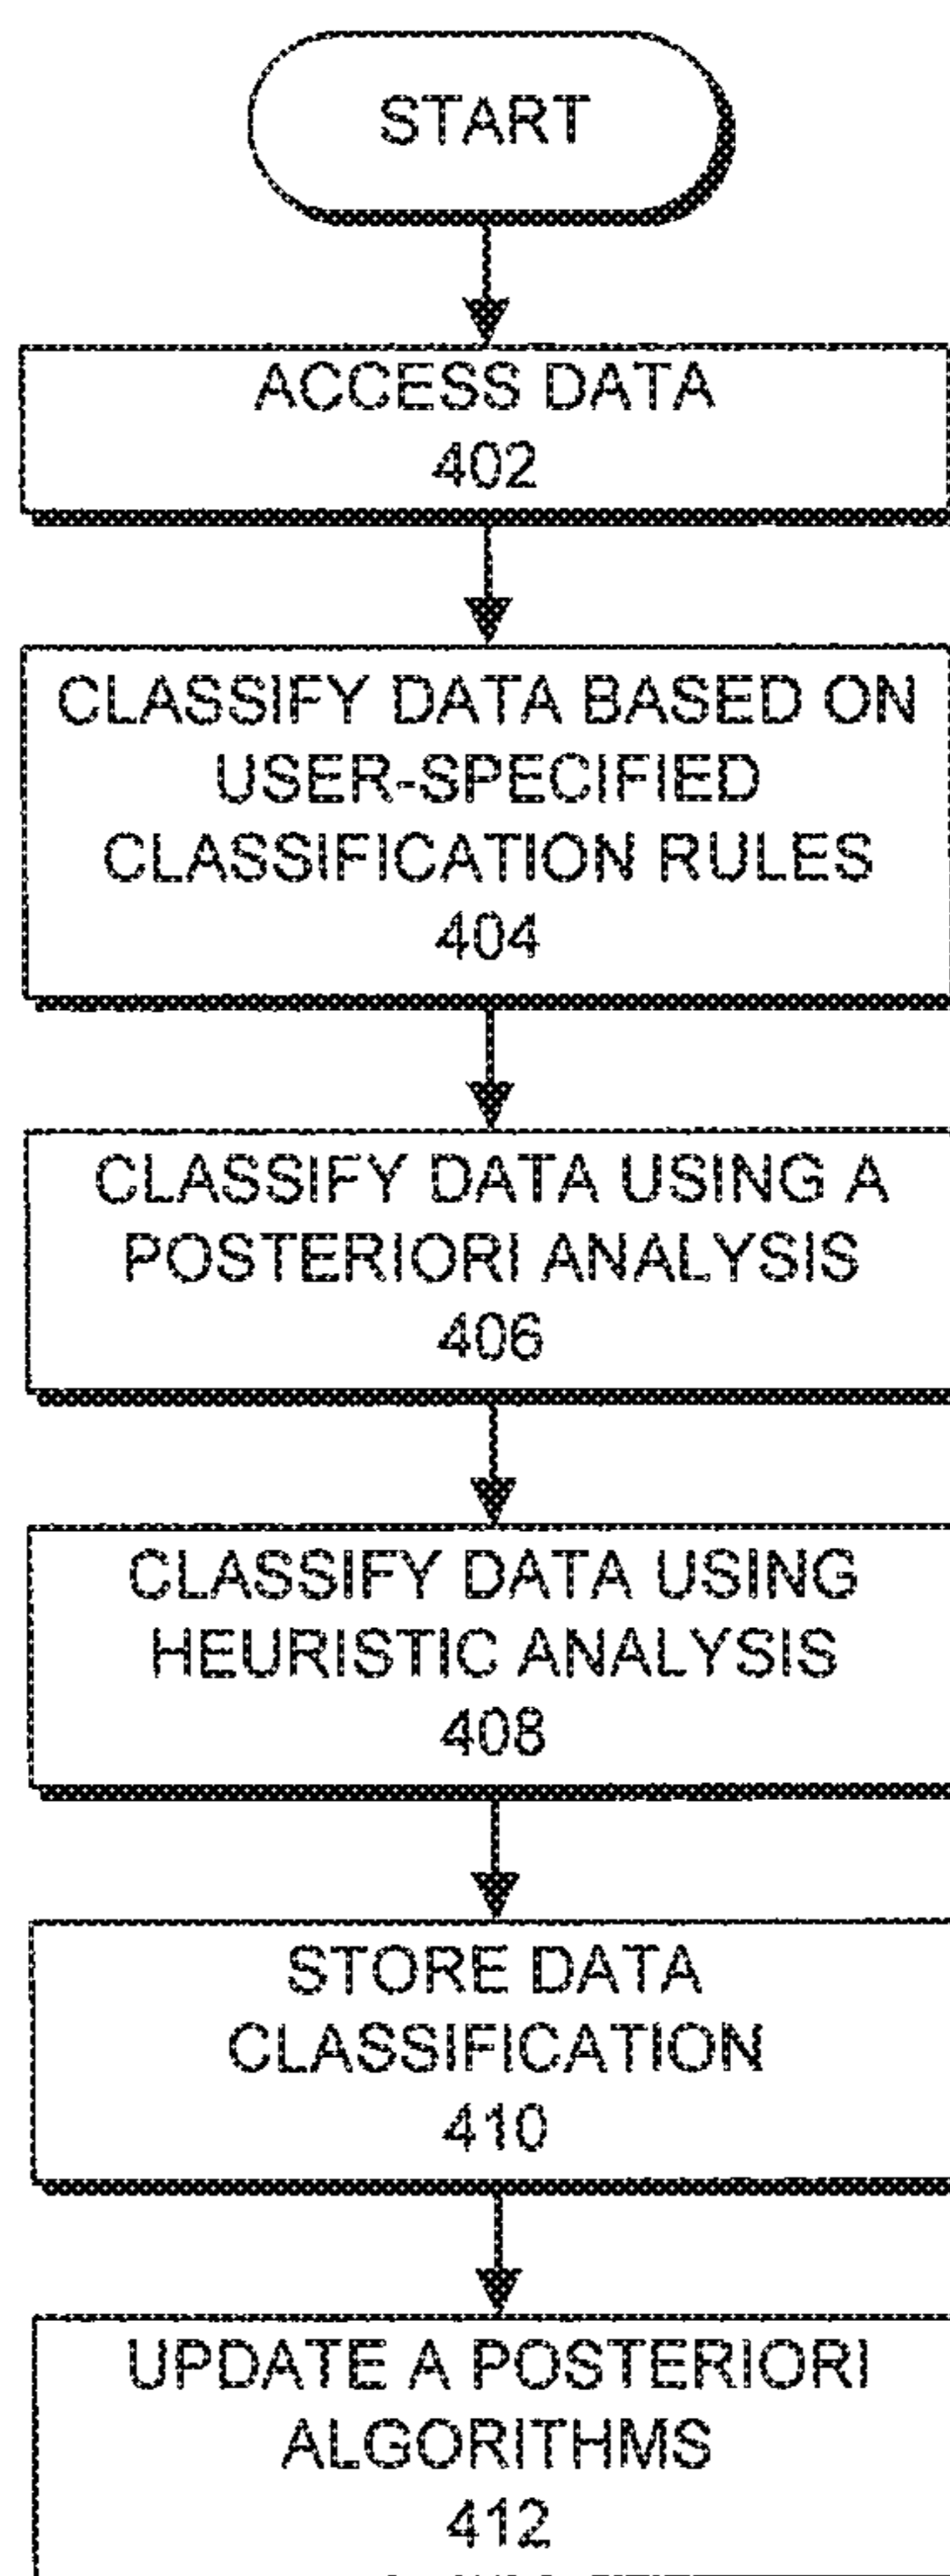 START
ACCESS DATA
402
CLASSIFY DATA BASED ON
USER-SPECIFIED
CLASSIFICATION RULES
404
CLASSIFY DATA USING A
POSTERIORI ANALYSIS
406
CLASSIFY DATA USING
HEURISTIC ANALYSIS
408
STORE DATA
CLASSIFICATION
410
UPDATE A POSTERIORI
ALGORITHMS
412